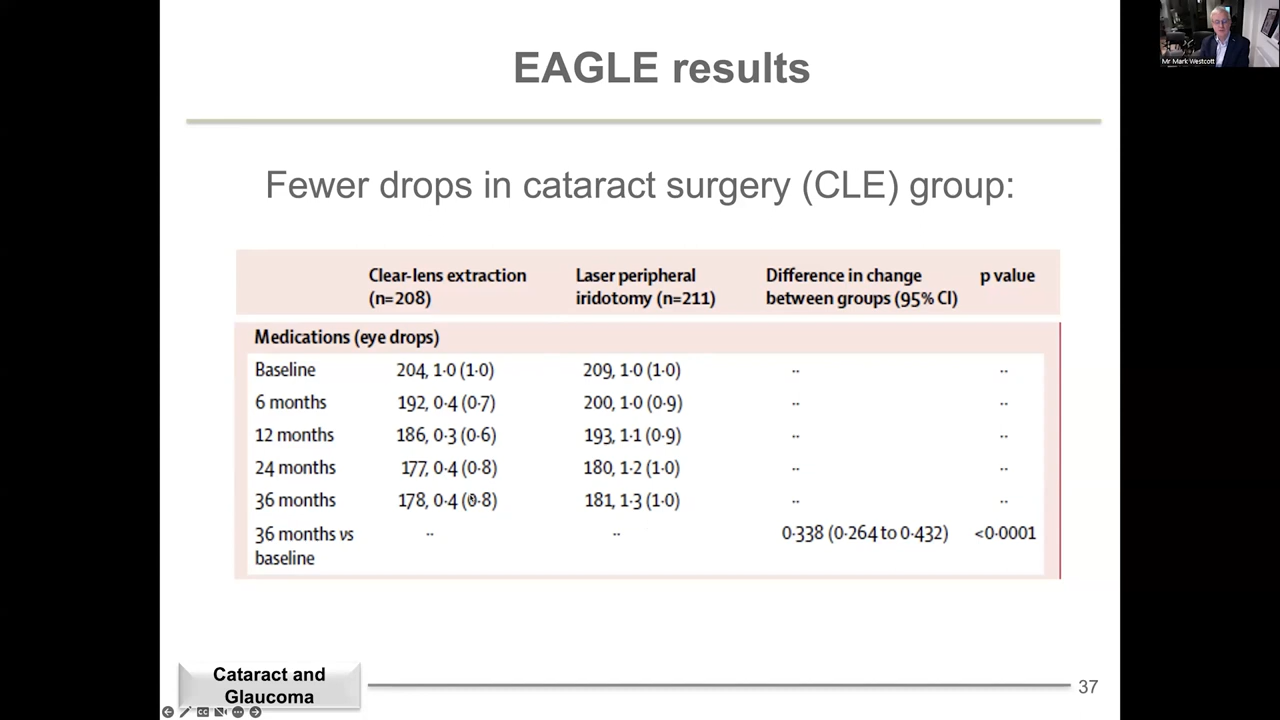 EAGLE results
Mr Mark Westcott
Fewer drops in cataract surgery (CLE) group:
Clear-lens extraction (n=208) Laser peripheral iridotomy (n=211) Difference in change between groups (95% CI) p value
Medications (eye drops)
Baseline 204, 1·0 (1·0) 209, 1·0 (1·0) ·· ··
6 months 192, 0·4 (0·7) 200, 1·0 (0·9) ·· ··
12 months 186, 0·3 (0·6) 193, 1·1 (0·9) ·· ··
24 months 177, 0·4 (0·8) 180, 1·2 (1·0) ·· ··
36 months 178, 0·4 (0·8) 181, 1·3 (1·0) ·· ··
36 months vs baseline ·· ·· 0·338 (0·264 to 0·432) <0·0001
Cataract and
Glaucoma
37